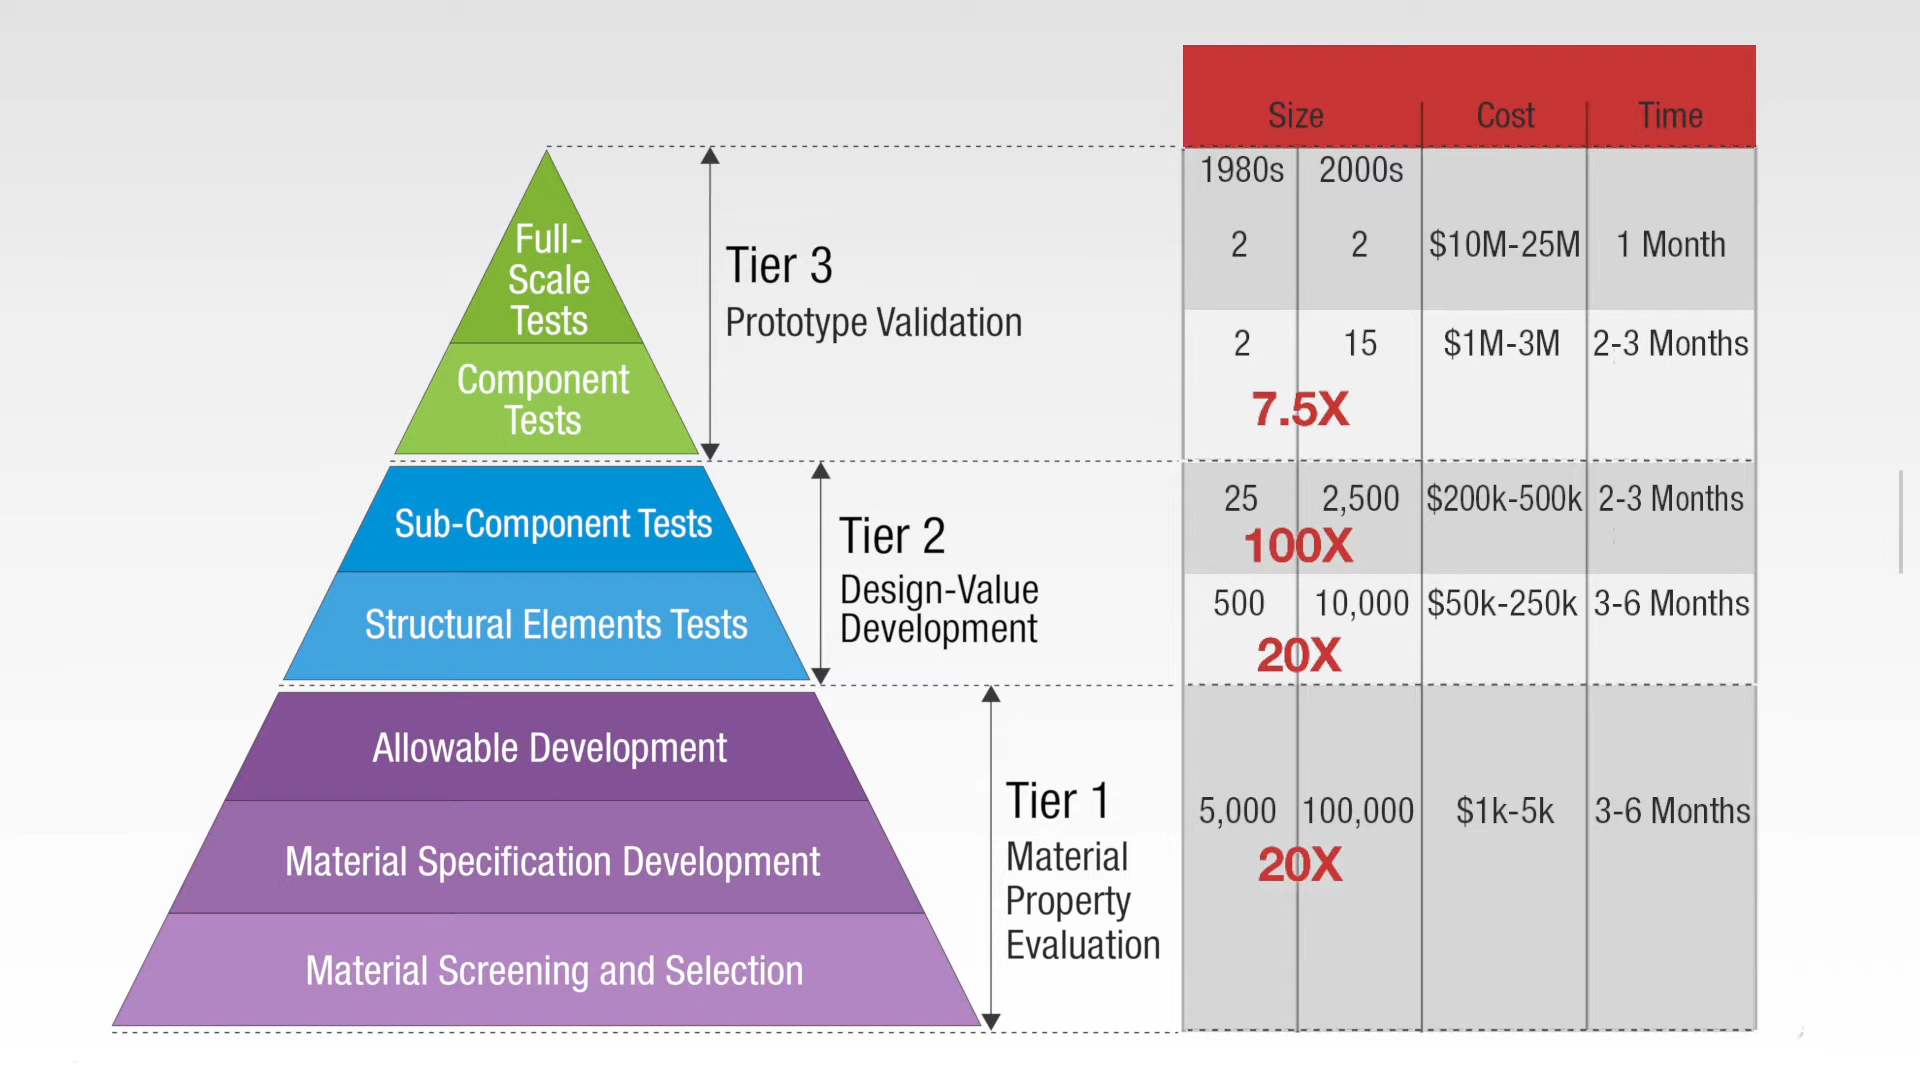 Size Cost Time
1980s 2000s
Full-
Scale
Tests
Tier 3
Prototype Validation
2 2 $10M-25M 1 Month
Component
Tests
2 15 $1M-3M 2-3 Months
7.5X
Sub-Component Tests
Tier 2
Design-Value
Development
25 2,500 $200k-500k 2-3 Months
100X
Structural Elements Tests
500 10,000 $50k-250k 3-6 Months
20X
Allowable Development
Material Specification Development
Material Screening and Selection
Tier 1
Material
Property
Evaluation
5,000 100,000 $1k-5k 3-6 Months
20X